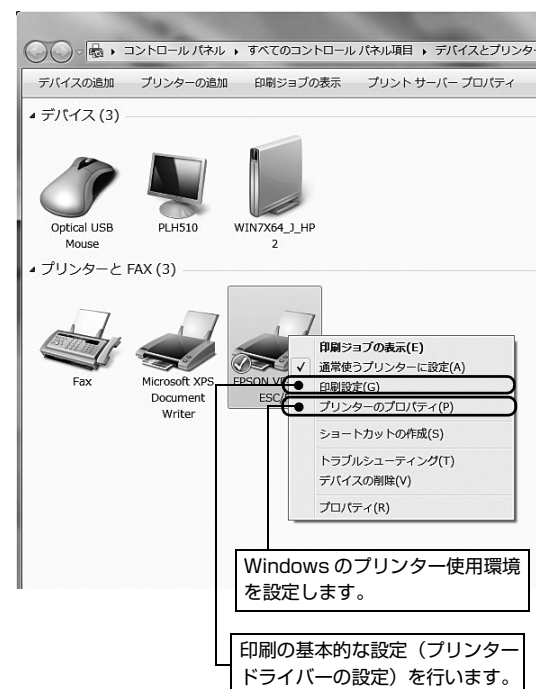 コントロール パネル ▸ すべてのコントロール パネル項目 ▸ デバイスとプリンター
デバイスの追加 プリンターの追加 印刷ジョブの表示 プリント サーバー プロパティ
デバイス (3)
Optical USB
Mouse
PLH510
WIN7X64_J_HP
2
プリンターと FAX (3)
Fax
Microsoft XPS
Document
Writer
EPSON
ESC/
印刷ジョブの表示(E)
通常使うプリンターに設定(A)
印刷設定(G)
プリンターのプロパティ(P)
ショートカットの作成(S)
トラブルシューティング(T)
デバイスの削除(V)
プロパティ(R)
Windows のプリンター使用環境
を設定します。
印刷の基本的な設定（プリンター
ドライバーの設定）を行います。